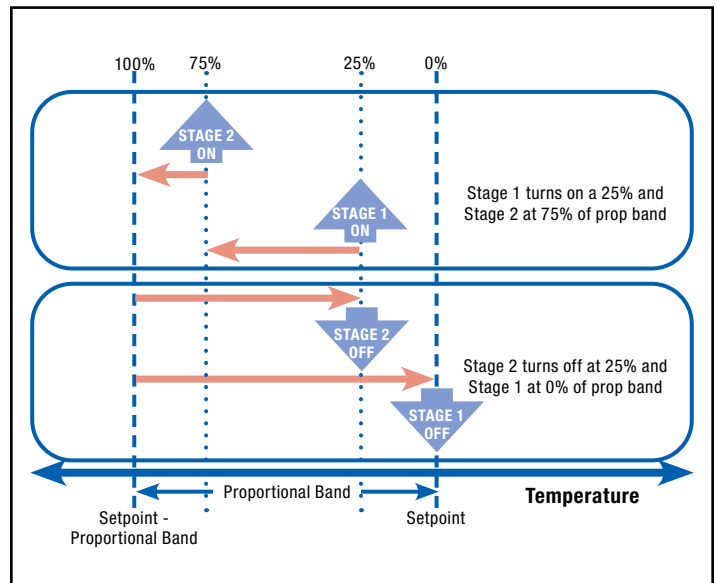 100% 75% 25% 0%
STAGE 2
ON
STAGE 1
ON
Stage 1 turns on a 25% and
Stage 2 at 75% of prop band
STAGE 2
OFF
Stage 2 turns off at 25% and
Stage 1 at 0% of prop band
STAGE 1
OFF
Proportional Band
Temperature
Setpoint -
Proportional Band
Setpoint